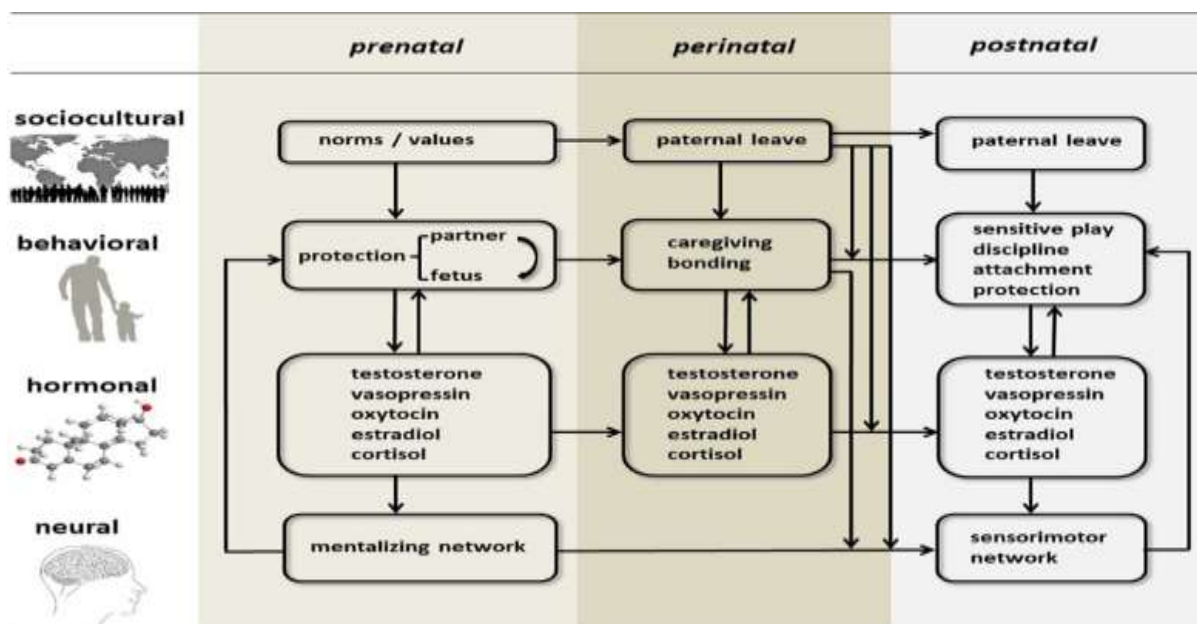 prenatal
perinatal
postnatal
sociocultural
norms / values
paternal leave
paternal leave
behavioral
protection
partner
fetus
caregiving
bonding
sensitive play
discipline
attachment
protection
hormonal
testosterone
vasopressin
oxytocin
estradiol
cortisol
testosterone
vasopressin
oxytocin
estradiol
cortisol
testosterone
vasopressin
oxytocin
estradiol
cortisol
neural
mentalizing network
sensorimotor
network